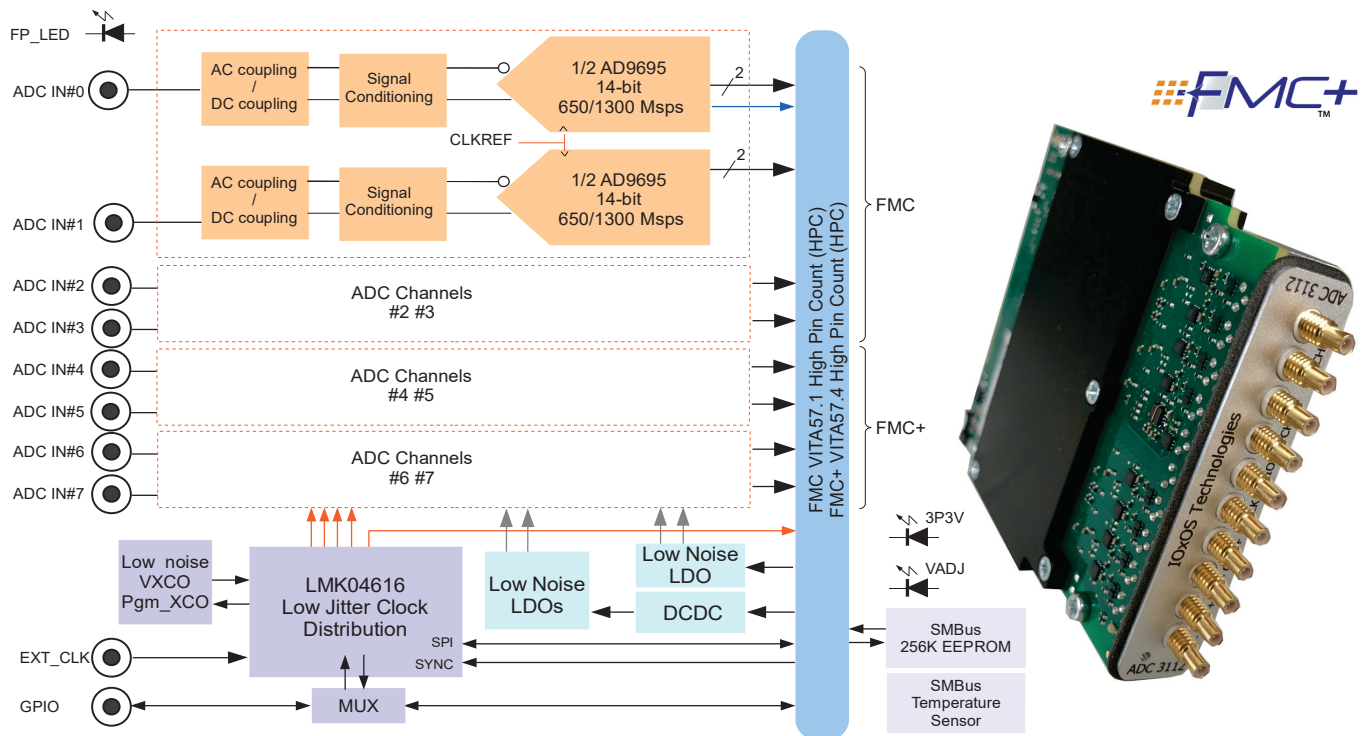 FP_LED
ADC IN#0
AC coupling
/
DC coupling
Signal
Conditioning
1/2 AD9695
14-bit
650/1300 Msps
2
CLKREF
ADC IN#1
AC coupling
/
DC coupling
Signal
Conditioning
1/2 AD9695
14-bit
650/1300 Msps
2
ADC IN#2
ADC IN#3
ADC Channels
#2 #3
ADC IN#4
ADC IN#5
ADC Channels
#4 #5
ADC IN#6
ADC IN#7
ADC Channels
#6 #7
FMC VITA57.1 High Pin Count (HPC)
FMC+ VITA57.4 High Pin Count (HPC)
FMC
FMC+
Low noise
VXCO
Pgm_XCO
LMK04616
Low Jitter Clock
Distribution
SPI
SYNC
Low Noise
LDOs
Low Noise
LDO
DCDC
EXT_CLK
GPIO
MUX
3P3V
VADJ
SMBus
256K EEPROM
SMBus
Temperature
Sensor
FMC+
TM
ADC 3112
IOxOS Technologies
ADC 3112